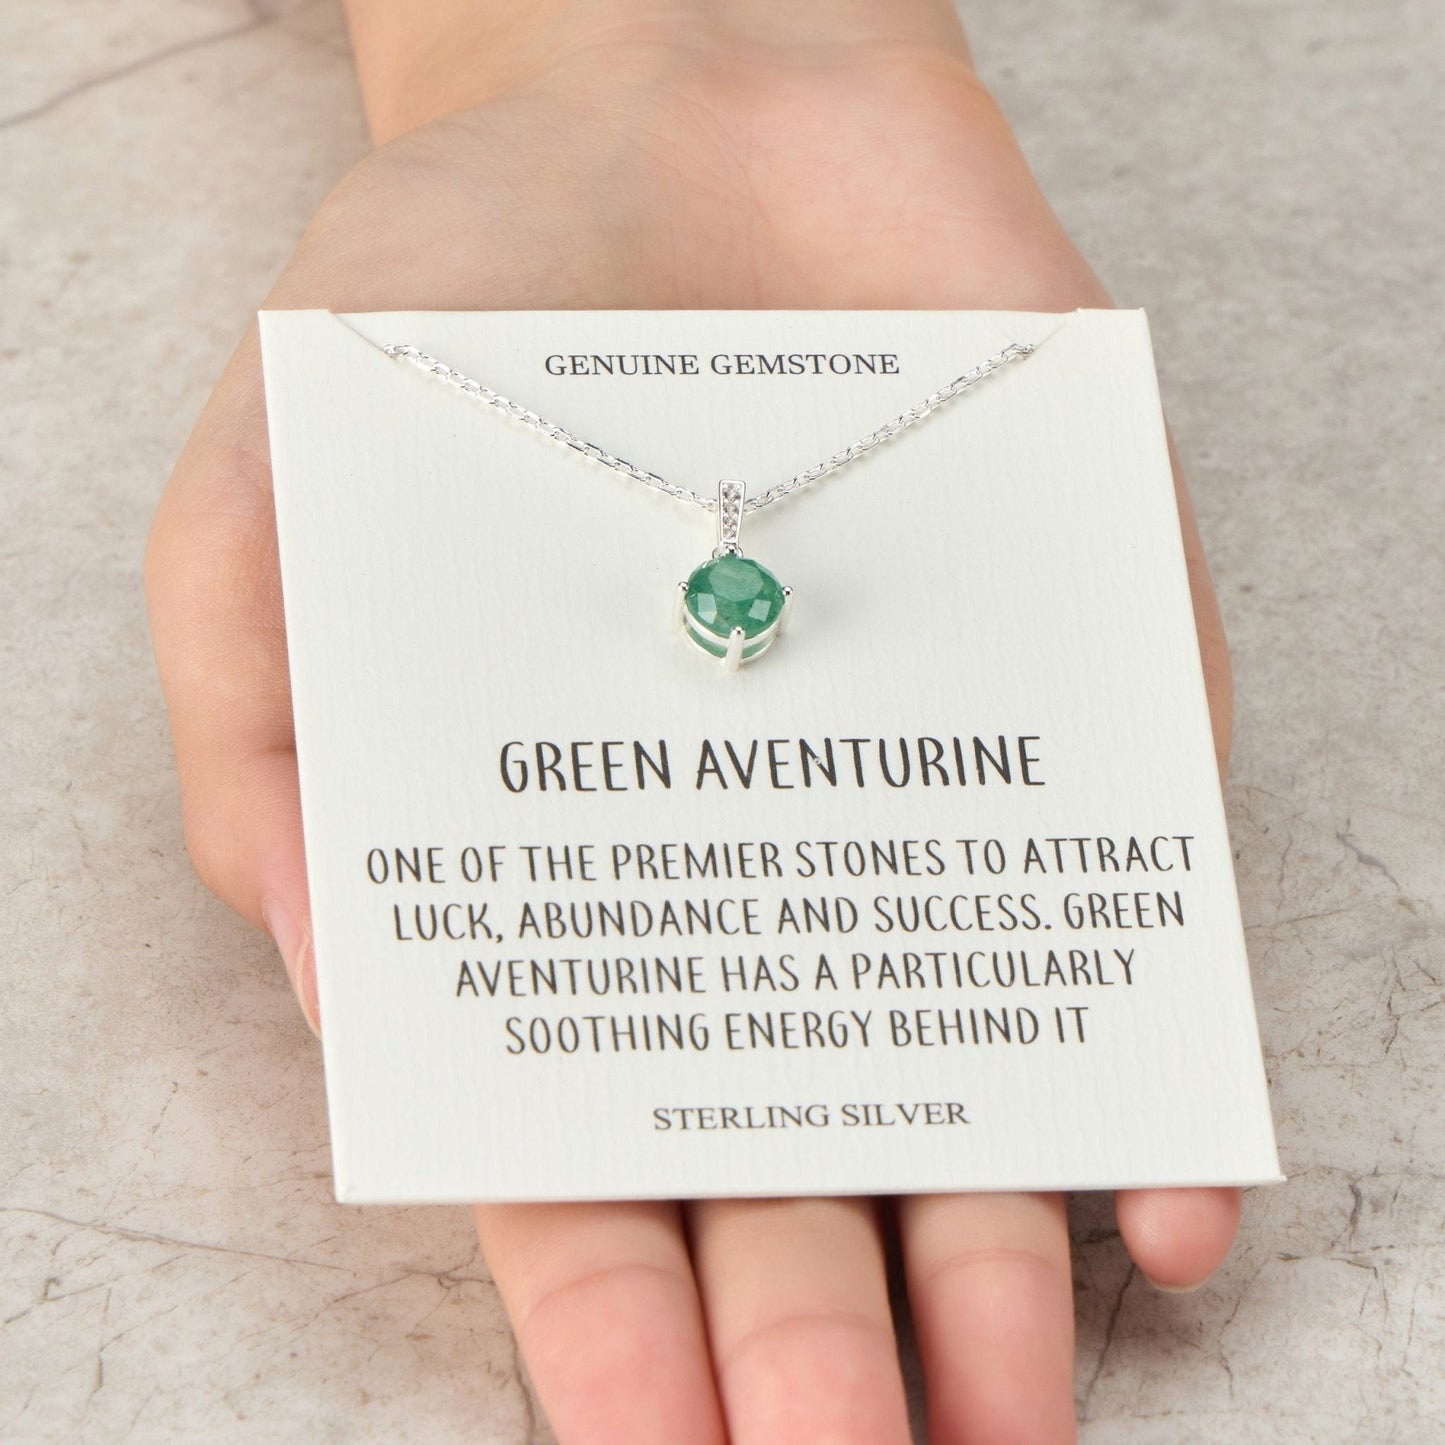 GENUINE GEMSTONE
GREEN AVENTURINE
ONE OF THE PREMIER STONES TO ATTRACT
LUCK, ABUNDANCE AND SUCCESS. GREEN
AVENTURINE HAS A PARTICULARLY
SOOTHING ENERGY BEHIND IT
STERLING SILVER